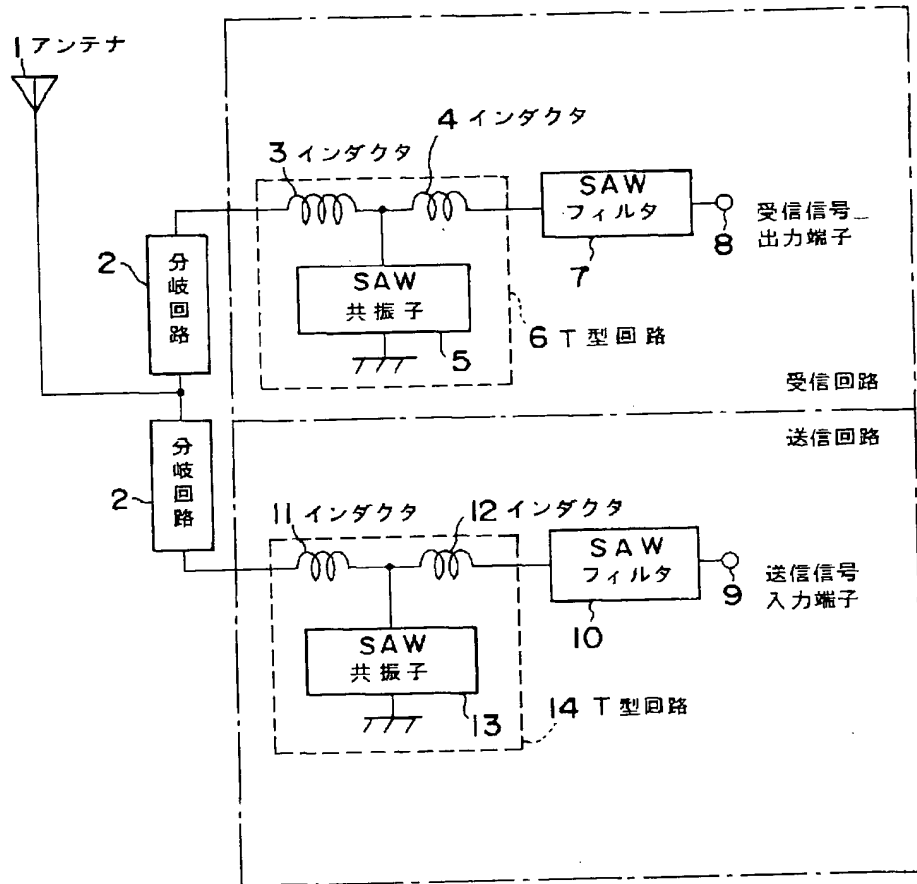 1 アンテナ
4 インダクタ
3 インダクタ
SAW
フィルタ
7
8
受信信号
出力端子
2
分岐回路
SAW
共振子
5
6 T型回路
受信回路
送信回路
2
分岐回路
11 インダクタ
12 インダクタ
SAW
フィルタ
10
9
送信信号
入力端子
SAW
共振子
13
14 T型回路